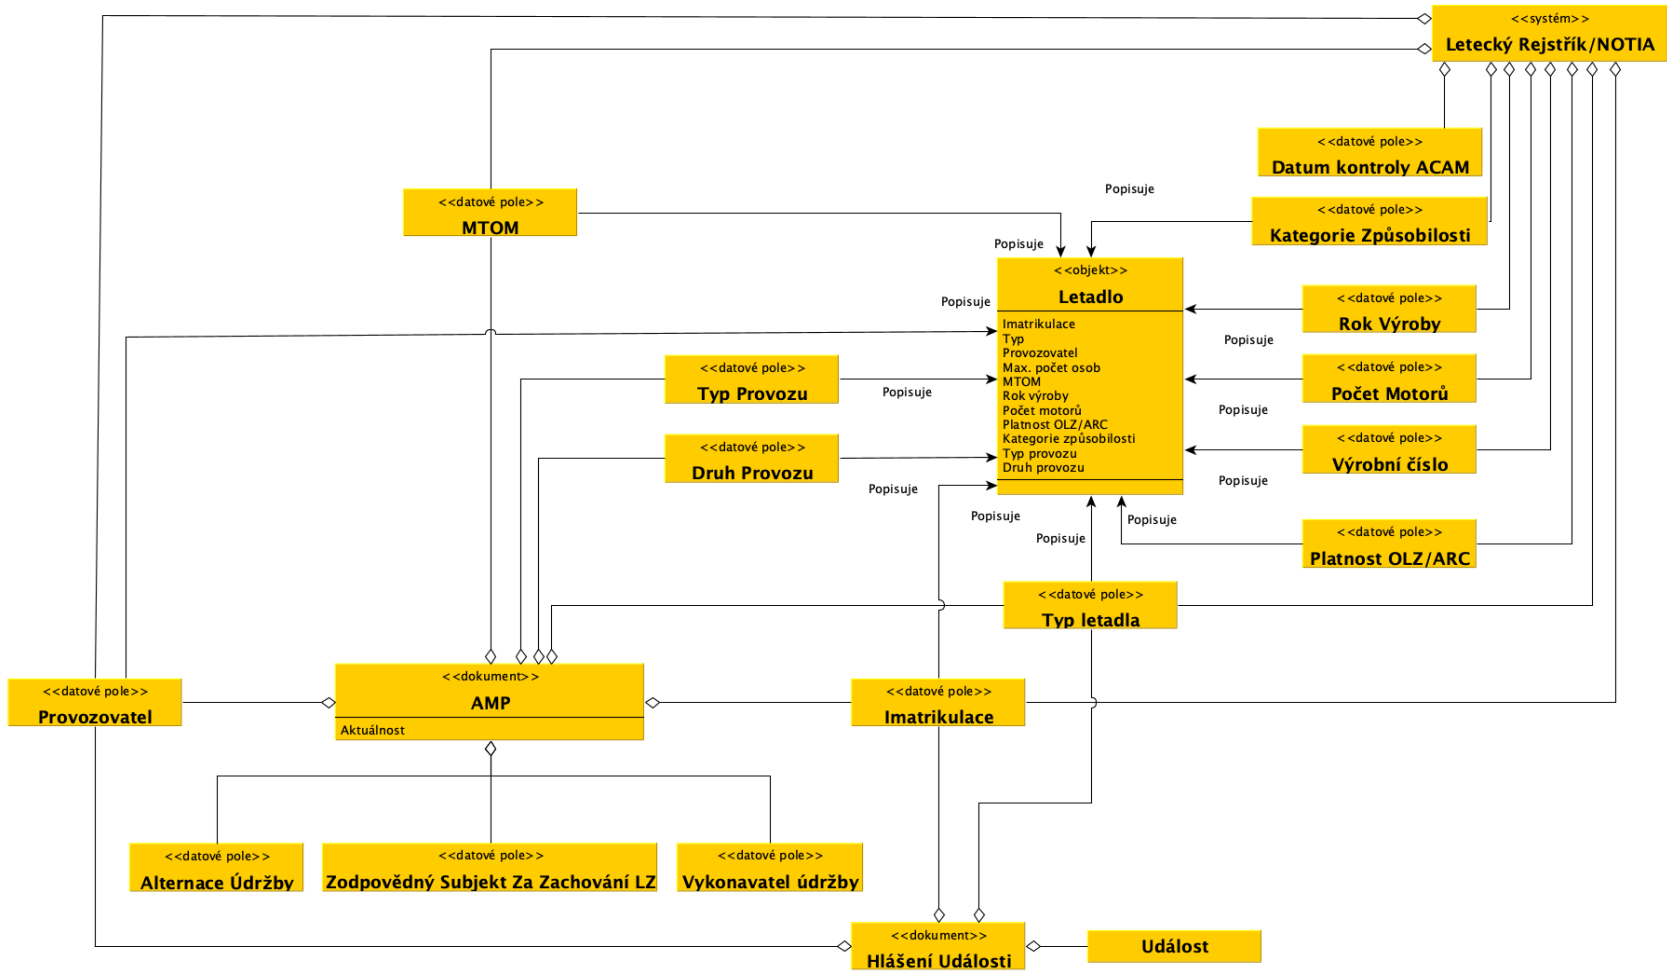 <<systém>>
Letecký Rejstřík/NOTIA
<<datové pole>>
Datum kontroly ACAM
<<datové pole>>
MTOM
Popisuje
<<datové pole>>
Kategorie Způsobilosti
Popisuje
<<objekt>>
Letadlo
Imatrikulace
Typ
Provozovatel
Max. počet osob
MTOM
Rok výroby
Počet motorů
Platnost OLZ/ARC
Kategorie způsobilosti
Typ provozu
Druh provozu
Popisuje
<<datové pole>>
Rok Výroby
Popisuje
<<datové pole>>
Typ Provozu
Popisuje
<<datové pole>>
Počet Motorů
Popisuje
<<datové pole>>
Druh Provozu
Popisuje
<<datové pole>>
Výrobní číslo
Popisuje
Popisuje
Popisuje
Popisuje
<<datové pole>>
Platnost OLZ/ARC
<<datové pole>>
Typ letadla
<<datové pole>>
Provozovatel
<<dokument>>
AMP
Aktuálnost
<<datové pole>>
Imatrikulace
<<datové pole>>
Alternace Údržby
<<datové pole>>
Zodpovědný Subjekt Za Zachování LZ
<<datové pole>>
Vykonavatel údržby
<<dokument>>
Hlášení Události
Událost